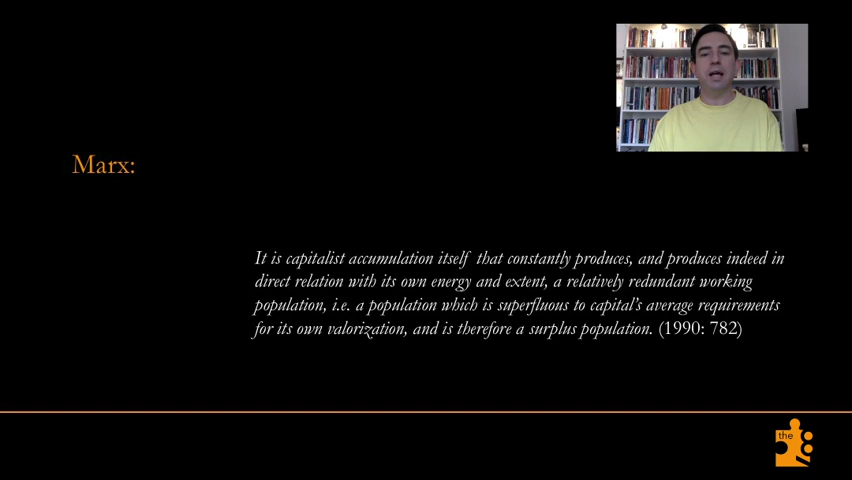 Marx:
It is capitalist accumulation itself that constantly produces, and produces indeed in
direct relation with its own energy and extent, a relatively redundant working
population, i.e. a population which is superfluous to capital's average requirements
for its own valorization, and is therefore a surplus population. (1990: 782)
the